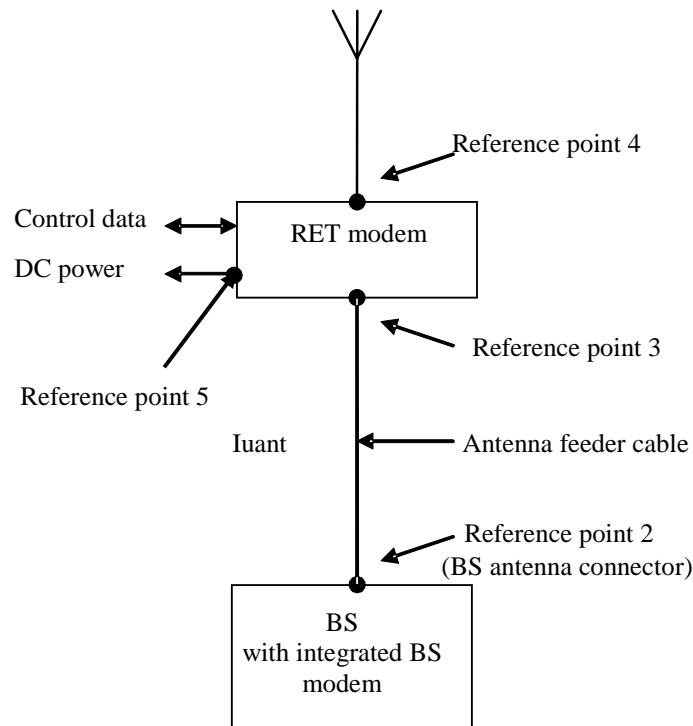 Reference point 4
Control data
RET modem
DC power
Reference point 3
Reference point 5
Iuant
Antenna feeder cable
Reference point 2
(BS antenna connector)
BS
with integrated BS
modem